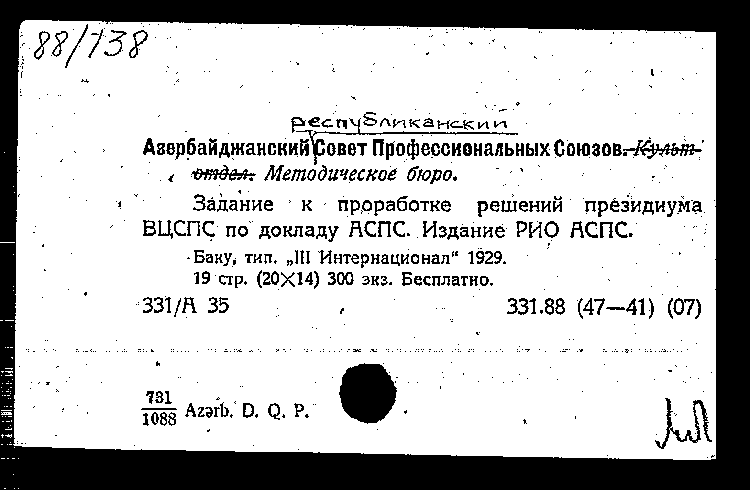 88/138
республиканский
Азербайджанский Совет Профессиональных Союзов. Культ-
отдел. Методическое бюро.
Задание к проработке решений президиума
ВЦСПС по докладу АСПС. Издание РИО АСПС.
Баку, тип. „III Интернационал“ 1929.
19 стр. (20×14) 300 экз. Бесплатно.
331/А 35 331.88 (47—41) (07)
731
1088 Azərb. D. Q. P.